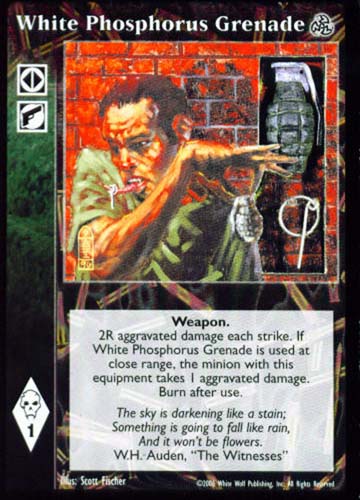 White Phosphorus Grenade
Weapon.
2R aggravated damage each strike. If
White Phosphorus Grenade is used at
close range, the minion with this
equipment takes 1 aggravated damage.
Burn after use.
The sky is darkening like a stain;
Something is going to fall like rain,
And it won't be flowers.
W.H. Auden, "The Witnesses"
1
Illus: Scott Fischer
©2006 White Wolf Publishing, Inc. All Rights Reserved.